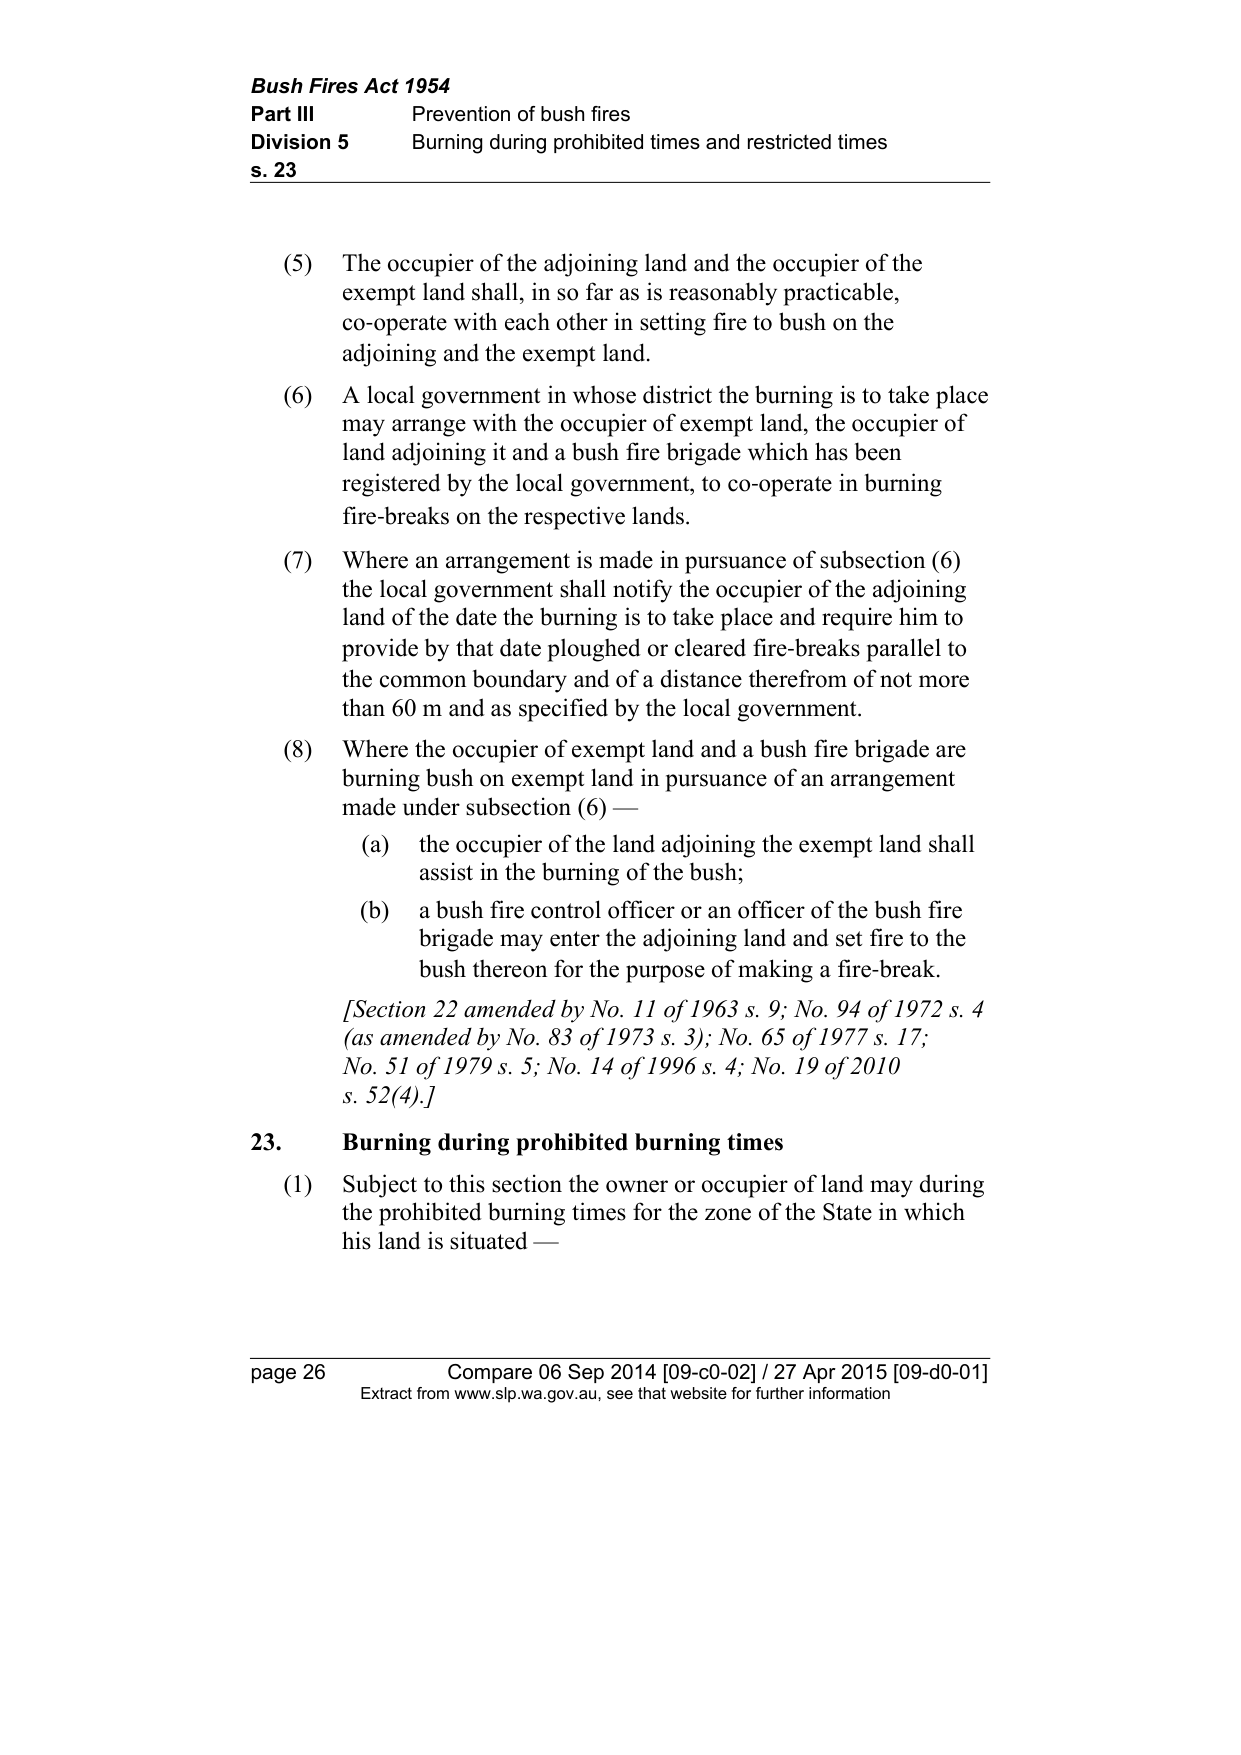 Bush Fires Act 1954
Part III Prevention of bush fires
Division 5 Burning during prohibited times and restricted times
s. 23
(5) The occupier of the adjoining land and the occupier of the
exempt land shall, in so far as is reasonably practicable,
co-operate with each other in setting fire to bush on the
adjoining and the exempt land.
(6) A local government in whose district the burning is to take place
may arrange with the occupier of exempt land, the occupier of
land adjoining it and a bush fire brigade which has been
registered by the local government, to co-operate in burning
fire-breaks on the respective lands.
(7) Where an arrangement is made in pursuance of subsection (6)
the local government shall notify the occupier of the adjoining
land of the date the burning is to take place and require him to
provide by that date ploughed or cleared fire-breaks parallel to
the common boundary and of a distance therefrom of not more
than 60 m and as specified by the local government.
(8) Where the occupier of exempt land and a bush fire brigade are
burning bush on exempt land in pursuance of an arrangement
made under subsection (6) —
(a) the occupier of the land adjoining the exempt land shall
assist in the burning of the bush;
(b) a bush fire control officer or an officer of the bush fire
brigade may enter the adjoining land and set fire to the
bush thereon for the purpose of making a fire-break.
[Section 22 amended by No. 11 of 1963 s. 9; No. 94 of 1972 s. 4
(as amended by No. 83 of 1973 s. 3); No. 65 of 1977 s. 17;
No. 51 of 1979 s. 5; No. 14 of 1996 s. 4; No. 19 of 2010
s. 52(4).]
23. Burning during prohibited burning times
(1) Subject to this section the owner or occupier of land may during
the prohibited burning times for the zone of the State in which
his land is situated —
page 26 Compare 06 Sep 2014 [09-c0-02] / 27 Apr 2015 [09-d0-01]
Extract from www.slp.wa.gov.au, see that website for further information